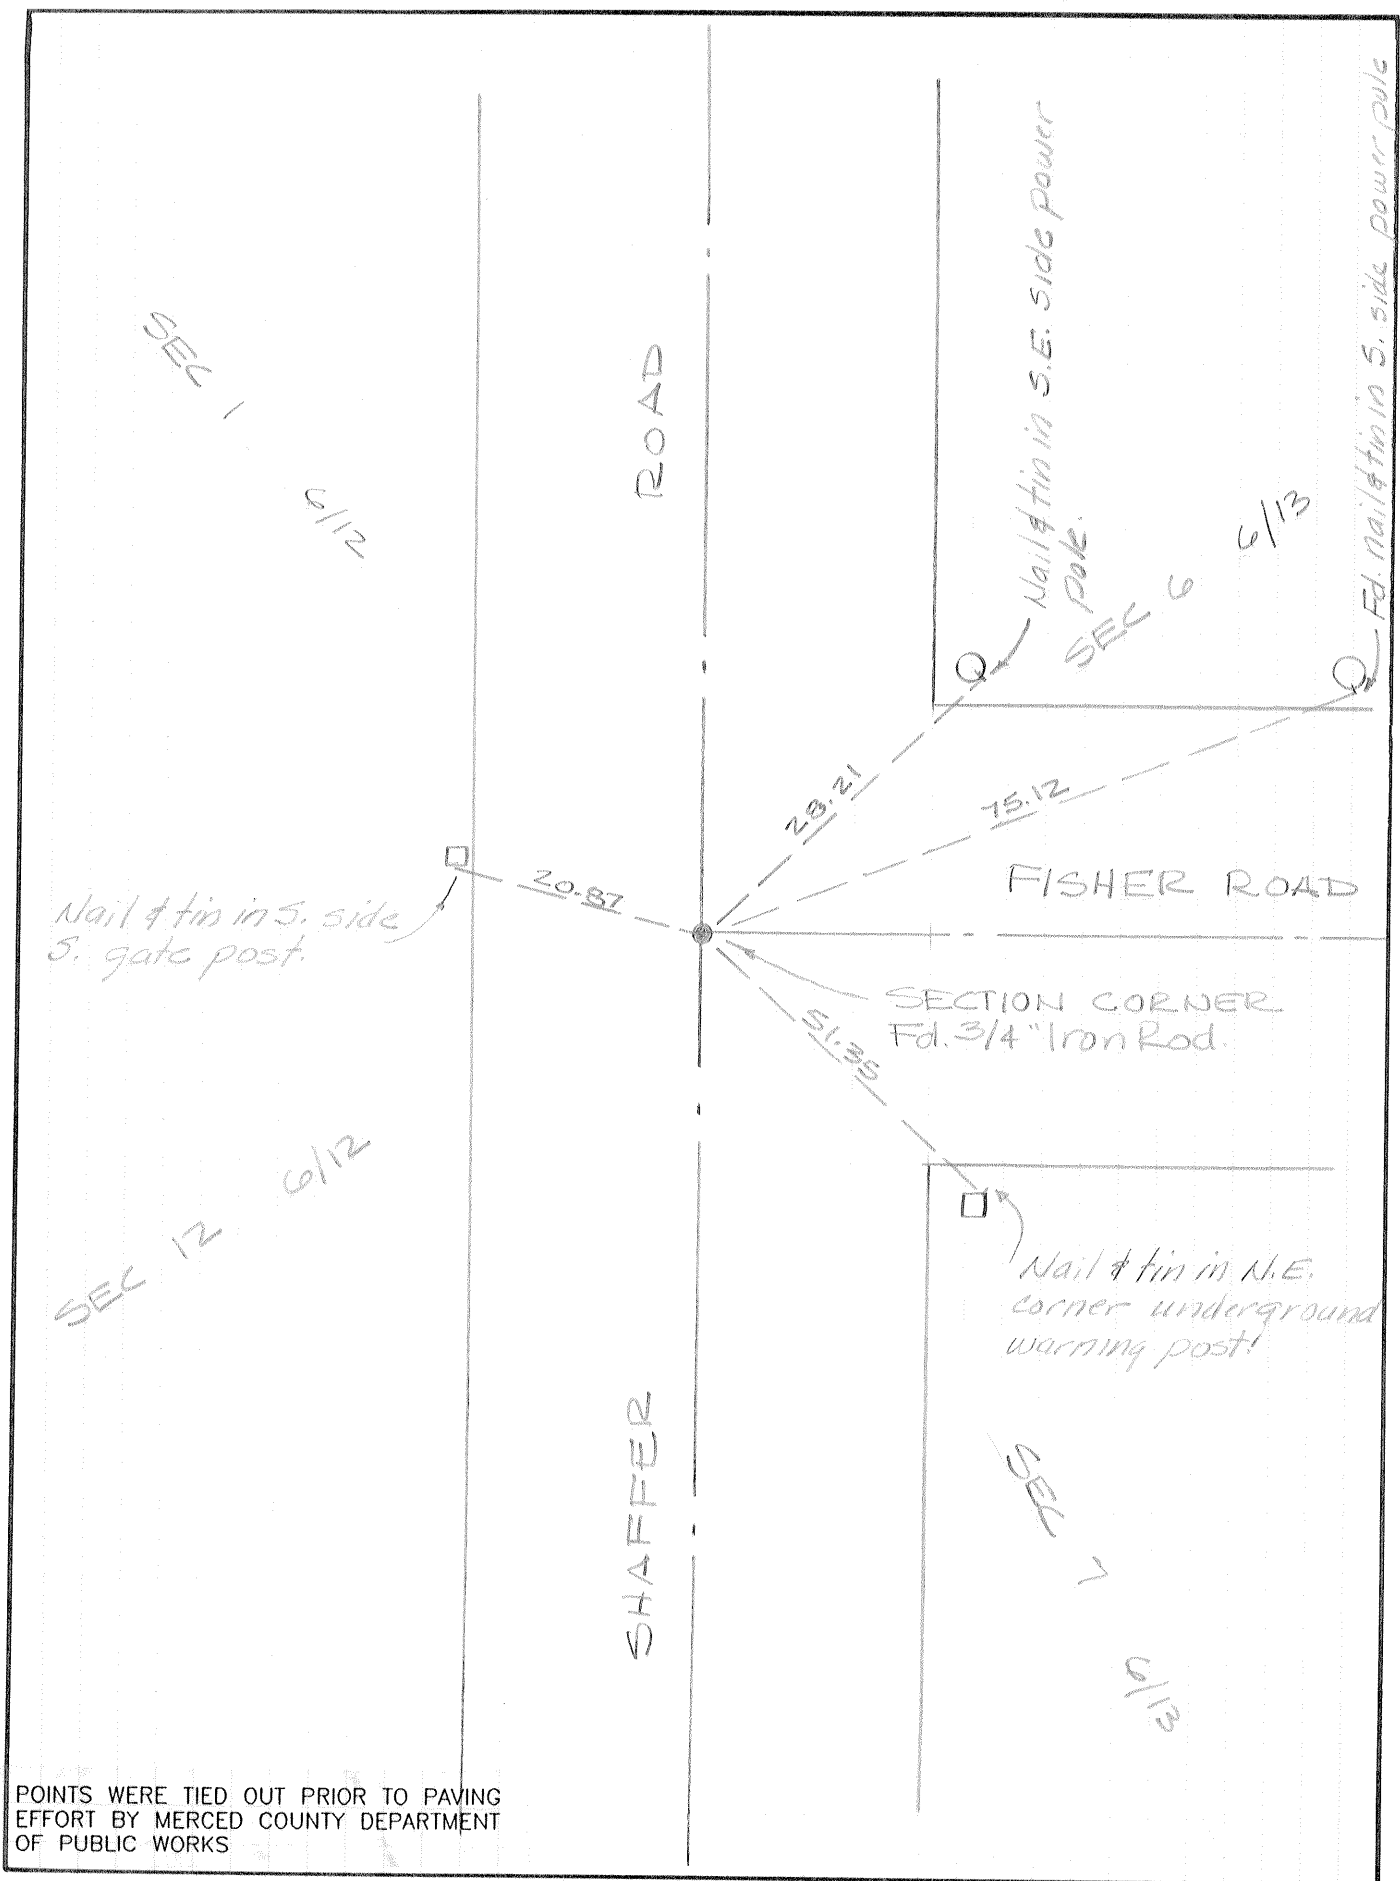 SEC 1
6/12
ROAD
Nail & tin in S.E. side power
pole.
SEC 6
6/13
Fd. nail & tin in S. side power pole
28.21
75.12
20.87
FISHER ROAD
Nail & tin in S. side
S. gate post.
SECTION CORNER
Fd. 3/4" Iron Rod.
51.35
SEC 12
6/12
Nail & tin in N.E.
corner underground
warning post.
SHAFFER
SEC 7
6/13
POINTS WERE TIED OUT PRIOR TO PAVING
EFFORT BY MERCED COUNTY DEPARTMENT
OF PUBLIC WORKS